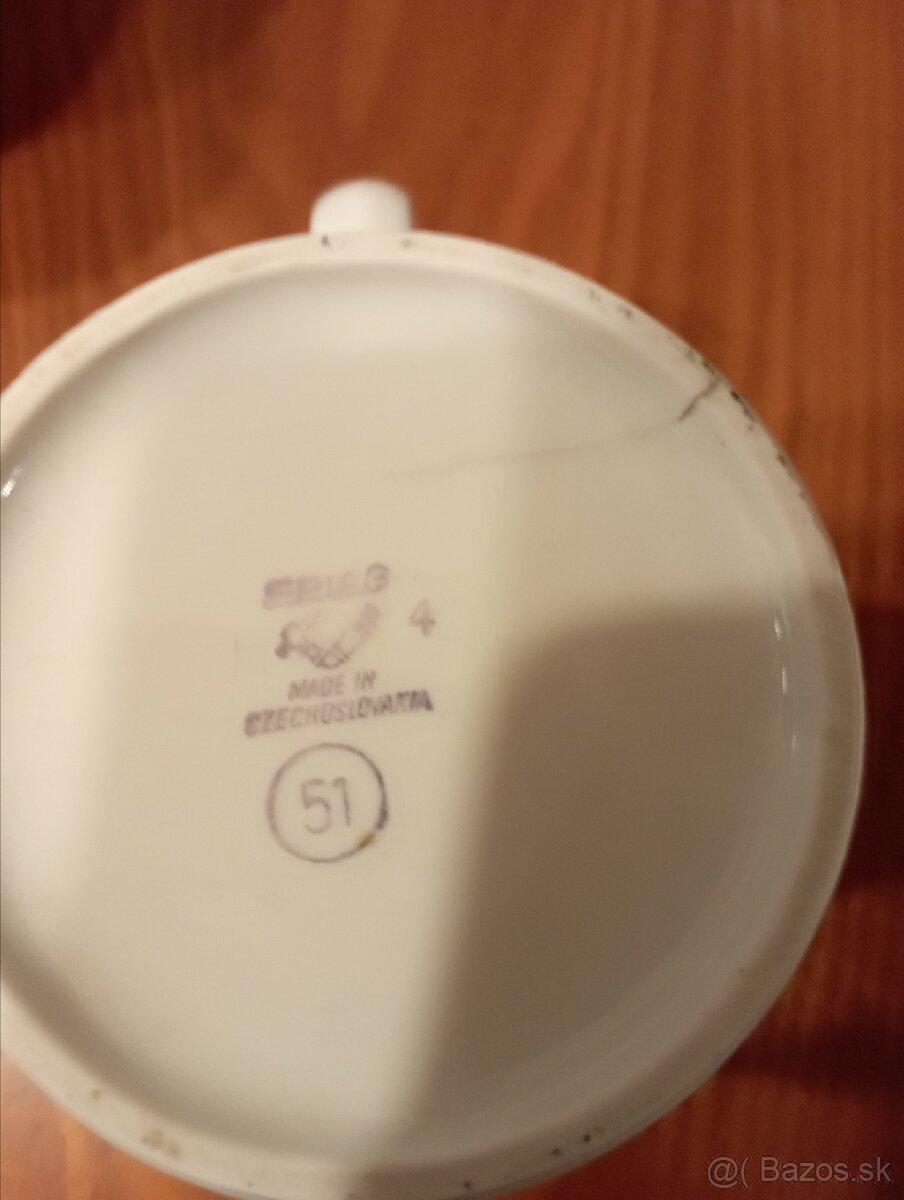 4
MADE IN
CZECHOSLOVAKIA
51
@( Bazos.sk